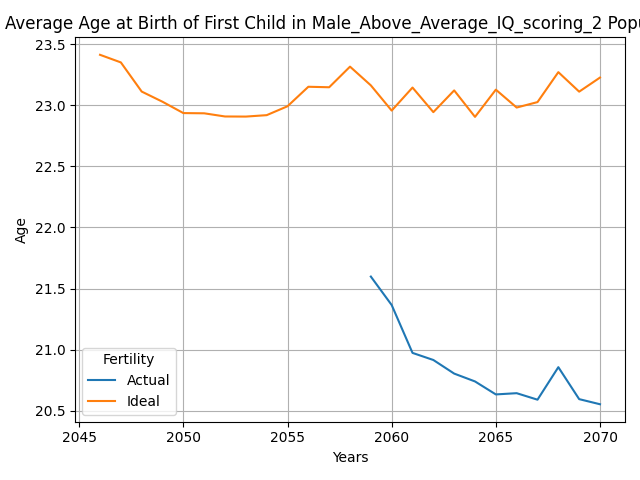 Average Age at Birth of First Child in Male_Above_Average_IQ_scoring_2 Popu
23.5
23.0
22.5
22.0
21.5
21.0
20.5
Age
Fertility
Actual
Ideal
2045 2050 2055 2060 2065 2070
Years